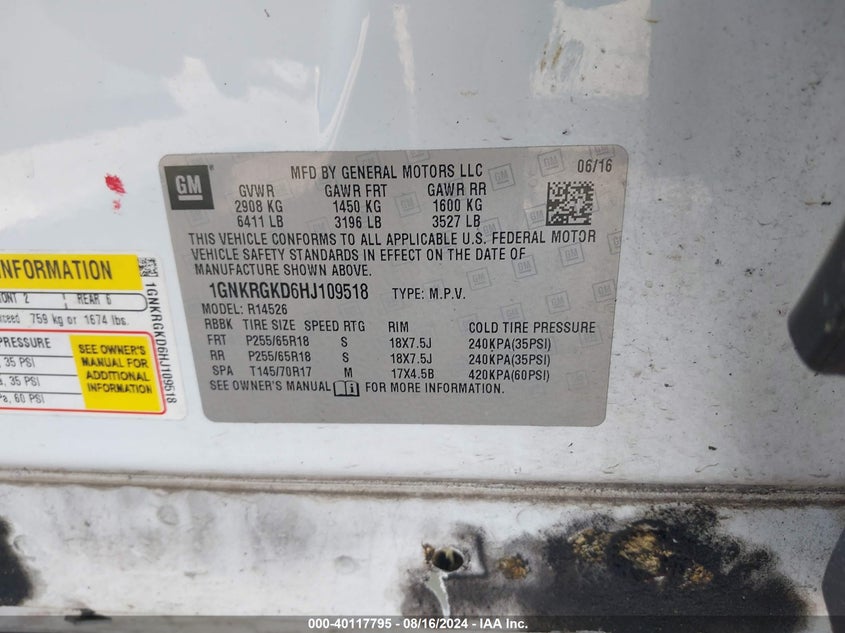 GM
MFD BY GENERAL MOTORS LLC 06/16
GVWR GAWR FRT GAWR RR
2908 KG 1450 KG 1600 KG
6411 LB 3196 LB 3527 LB
THIS VEHICLE CONFORMS TO ALL APPLICABLE U.S. FEDERAL MOTOR
VEHICLE SAFETY STANDARDS IN EFFECT ON THE DATE OF
MANUFACTURE SHOWN ABOVE.
1GNKRGKD6HJ109518 TYPE: M.P.V.
MODEL: R14526
RBBK TIRE SIZE SPEED RTG RIM COLD TIRE PRESSURE
FRT P255/65R18 S 18X7.5J 240KPA(35PSI)
RR P255/65R18 S 18X7.5J 240KPA(35PSI)
SPA T145/70R17 M 17X4.5B 420KPA(60PSI)
SEE OWNER'S MANUAL FOR MORE INFORMATION.
INFORMATION
2 REAR 6
759 kg or 1674 lbs.
PRESSURE
35 PSI
35 PSI
60 PSI
SEE OWNER'S
MANUAL FOR
ADDITIONAL
INFORMATION
1GNKRGKD6HJ109518
000-40117795 - 08/16/2024 - IAA Inc.